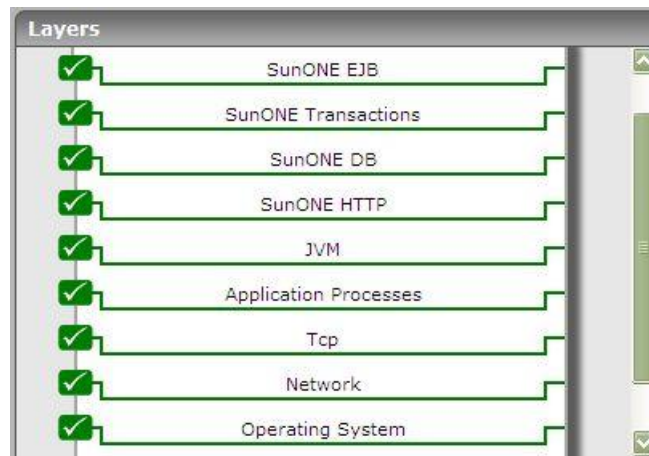 Layers
SunONE EJB
SunONE Transactions
SunONE DB
SunONE HTTP
JVM
Application Processes
Tcp
Network
Operating System